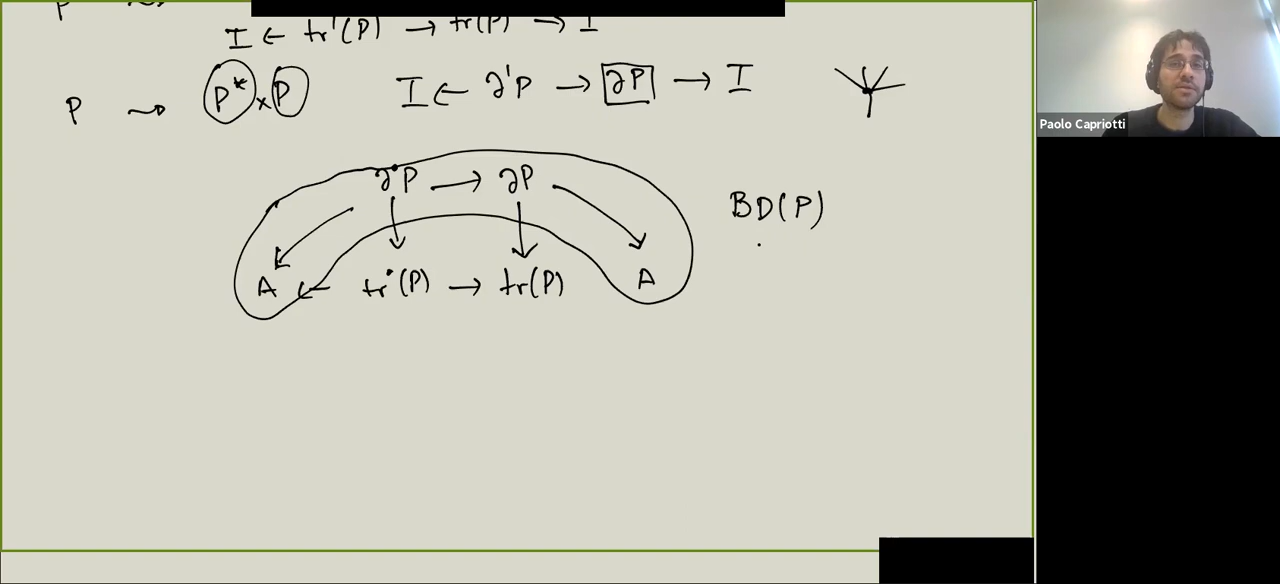 I ← tr'(P) → tr(P) → I
P ⇝ P* × P I ← ∂'P → ∂P → I
∂'P → ∂P
BD(P)
A ← tr'(P) → tr(P) A
Paolo Capriotti